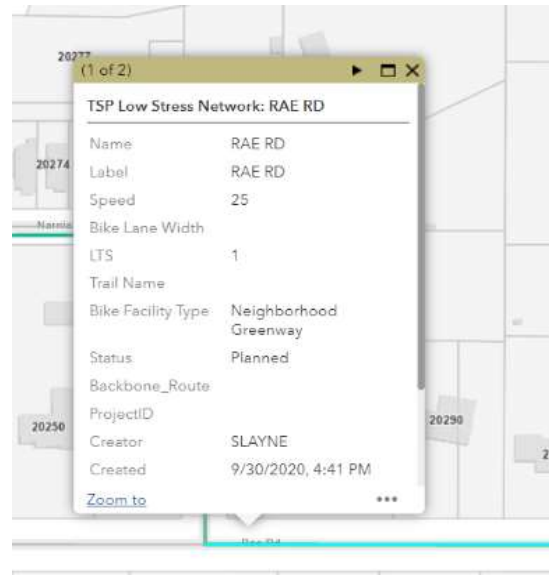 20277
(1 of 2)
TSP Low Stress Network: RAE RD
Name RAE RD
Label RAE RD
Speed 25
Bike Lane Width
LTS 1
Trail Name
Bike Facility Type Neighborhood
Greenway
Status Planned
Backbone_Route
ProjectID
Creator SLAYNE
Created 9/30/2020, 4:41 PM
Zoom to
20274
20250
20290
Rae Rd